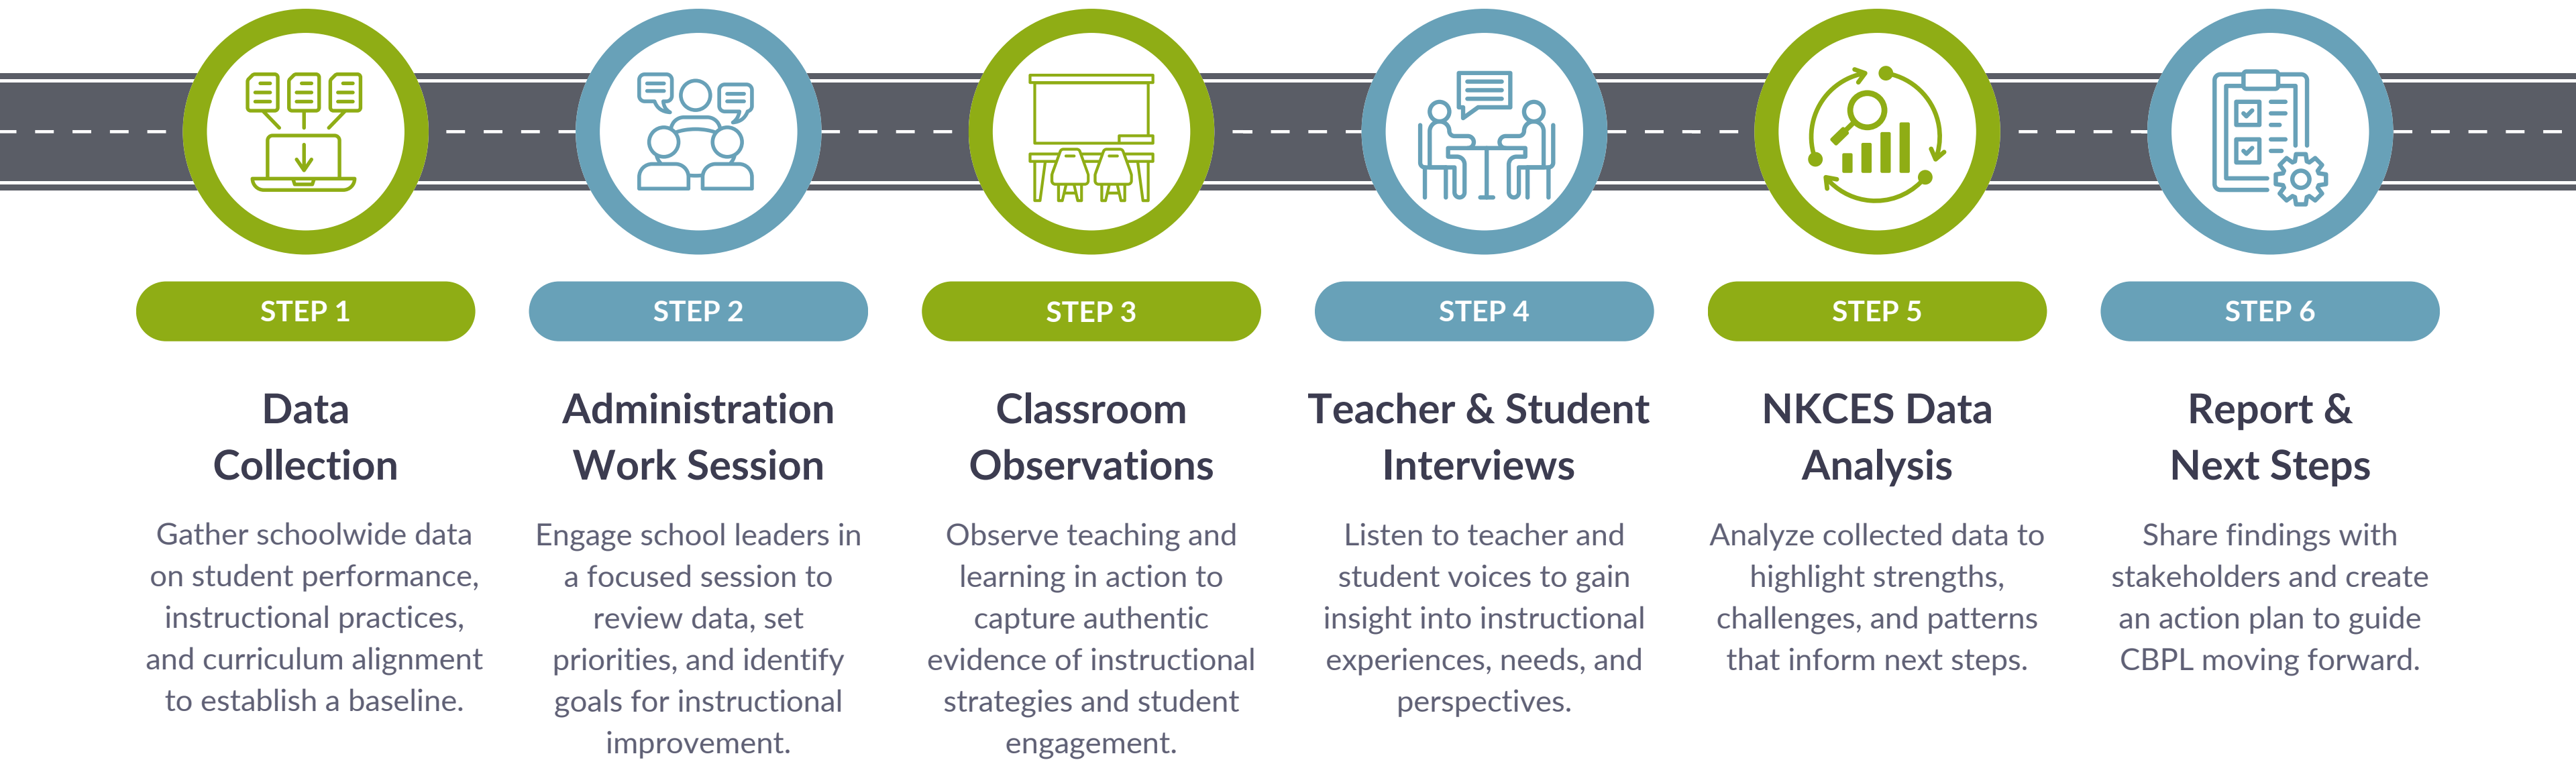 STEP 1
Data
Collection
Gather schoolwide data
on student performance,
instructional practices,
and curriculum alignment
to establish a baseline.
STEP 2
Administration
Work Session
Engage school leaders in
a focused session to
review data, set
priorities, and identify
goals for instructional
improvement.
STEP 3
Classroom
Observations
Observe teaching and
learning in action to
capture authentic
evidence of instructional
strategies and student
engagement.
STEP 4
Teacher & Student
Interviews
Listen to teacher and
student voices to gain
insight into instructional
experiences, needs, and
perspectives.
STEP 5
NKCES Data
Analysis
Analyze collected data to
highlight strengths,
challenges, and patterns
that inform next steps.
STEP 6
Report &
Next Steps
Share findings with
stakeholders and create
an action plan to guide
CBPL moving forward.